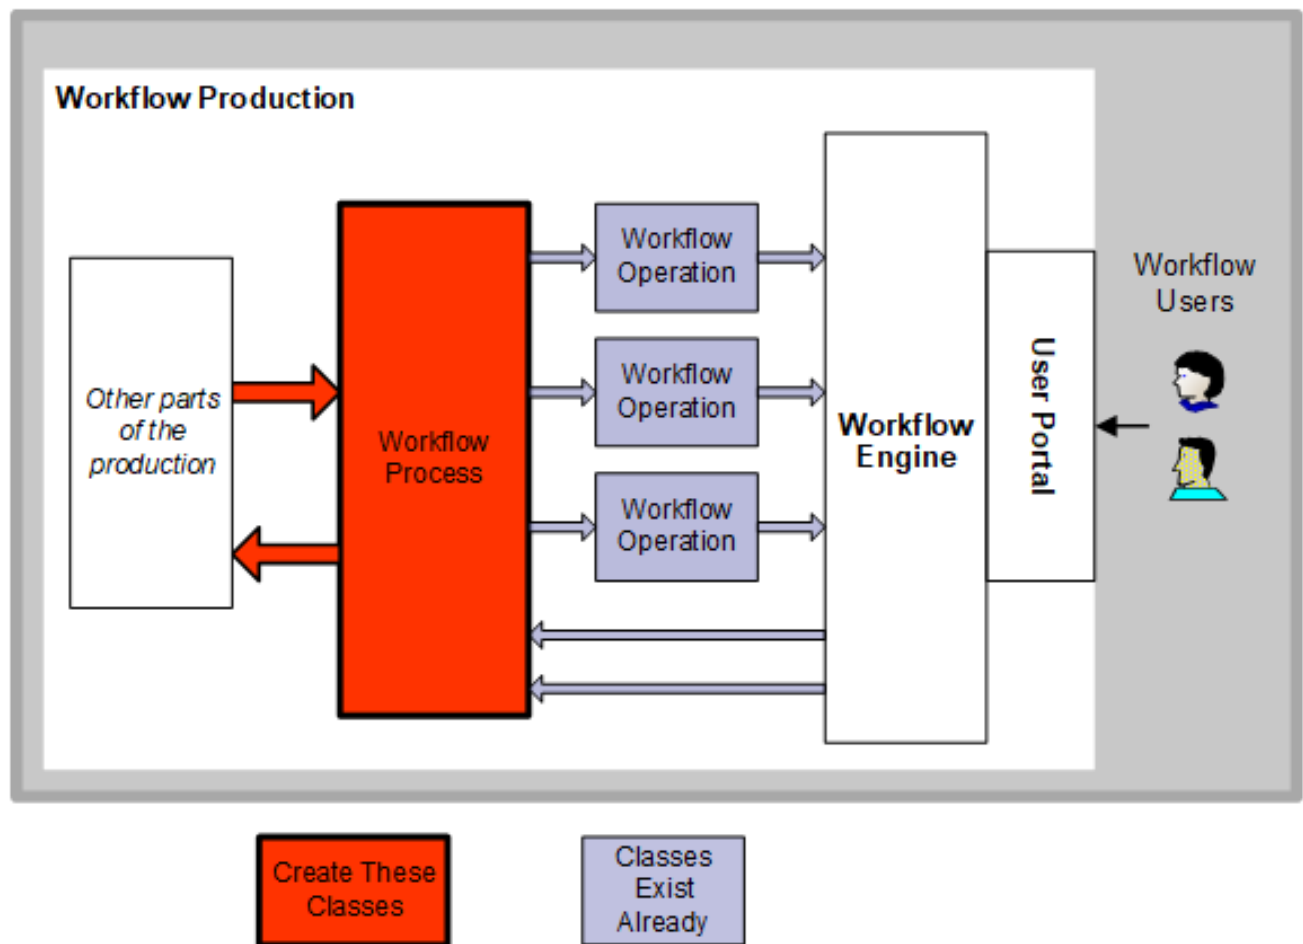 Workflow Production
Other parts
of the
production
Workflow
Process
Workflow
Operation
Workflow
Operation
Workflow
Operation
Workflow
Engine
User Portal
Workflow
Users
Create These
Classes
Classes
Exist
Already